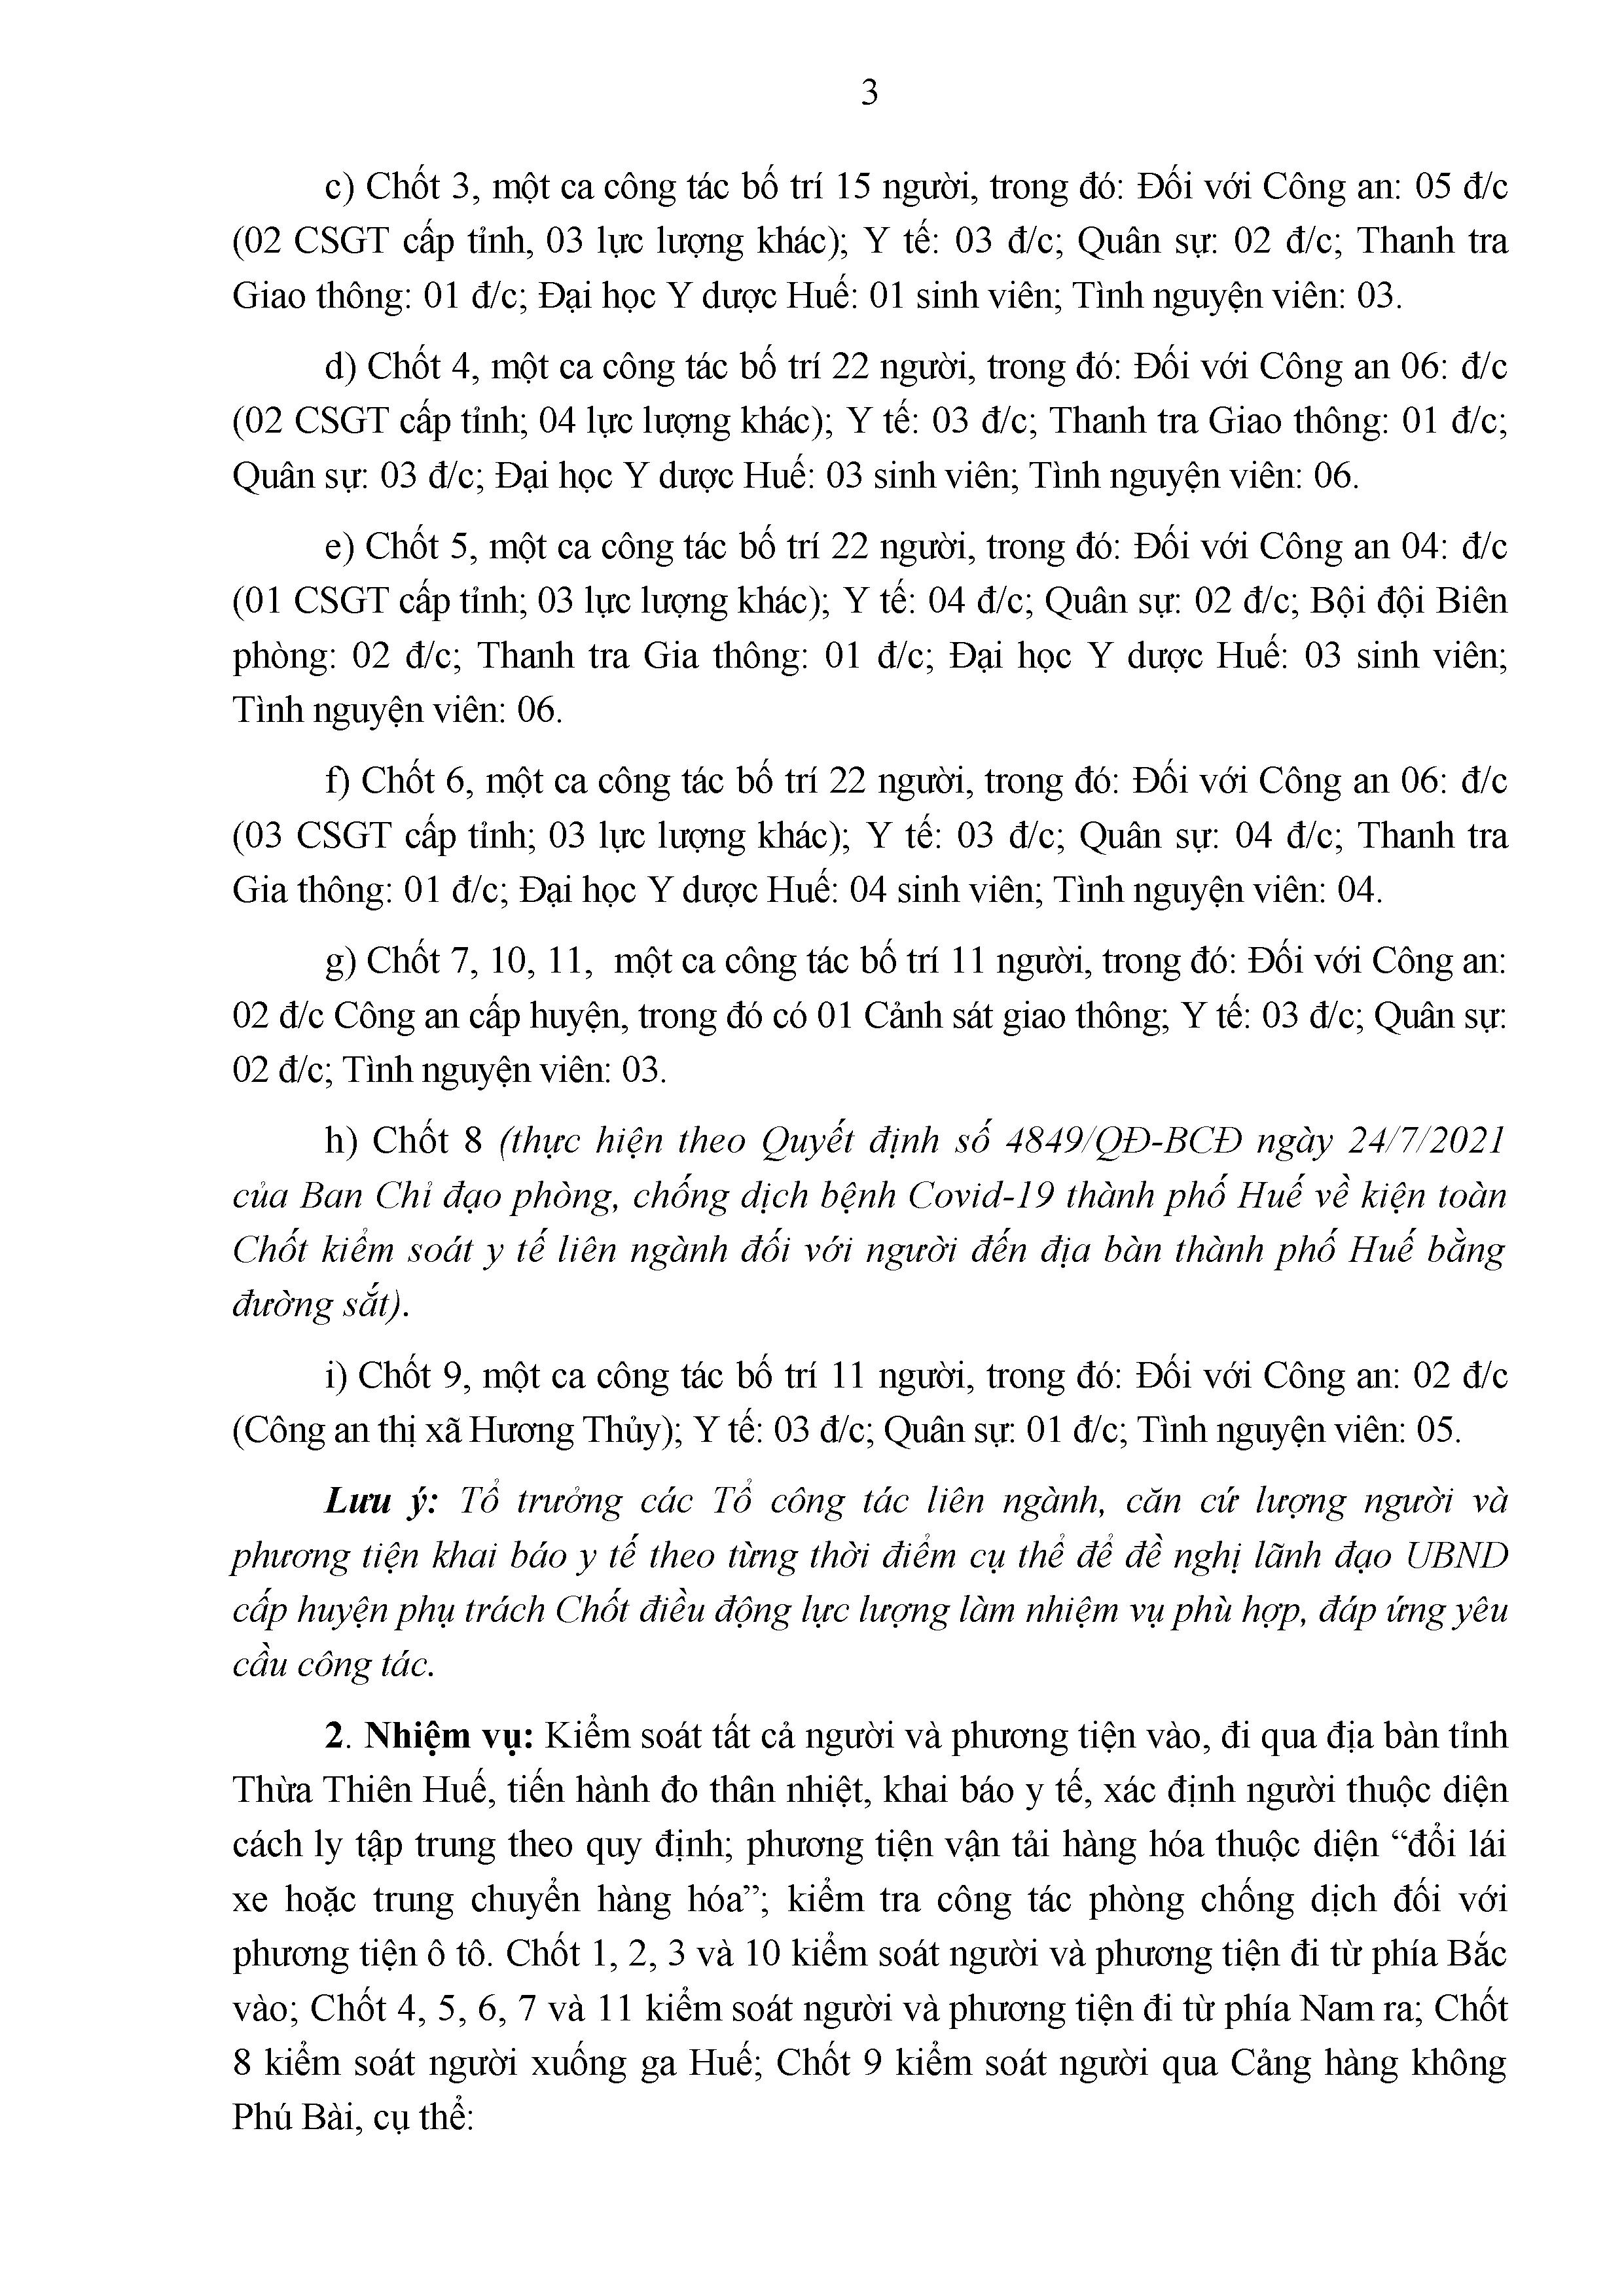 3
c) Chốt 3, một ca công tác bố trí 15 người, trong đó: Đối với Công an: 05 đ/c
(02 CSGT cấp tỉnh, 03 lực lượng khác); Y tế: 03 đ/c; Quân sự: 02 đ/c; Thanh tra
Giao thông: 01 đ/c; Đại học Y dược Huế: 01 sinh viên; Tình nguyện viên: 03.
d) Chốt 4, một ca công tác bố trí 22 người, trong đó: Đối với Công an 06: đ/c
(02 CSGT cấp tỉnh; 04 lực lượng khác); Y tế: 03 đ/c; Thanh tra Giao thông: 01 đ/c;
Quân sự: 03 đ/c; Đại học Y dược Huế: 03 sinh viên; Tình nguyện viên: 06.
e) Chốt 5, một ca công tác bố trí 22 người, trong đó: Đối với Công an 04: đ/c
(01 CSGT cấp tỉnh; 03 lực lượng khác); Y tế: 04 đ/c; Quân sự: 02 đ/c; Bội đội Biên
phòng: 02 đ/c; Thanh tra Gia thông: 01 đ/c; Đại học Y dược Huế: 03 sinh viên;
Tình nguyện viên: 06.
f) Chốt 6, một ca công tác bố trí 22 người, trong đó: Đối với Công an 06: đ/c
(03 CSGT cấp tỉnh; 03 lực lượng khác); Y tế: 03 đ/c; Quân sự: 04 đ/c; Thanh tra
Gia thông: 01 đ/c; Đại học Y dược Huế: 04 sinh viên; Tình nguyện viên: 04.
g) Chốt 7, 10, 11, một ca công tác bố trí 11 người, trong đó: Đối với Công an:
02 đ/c Công an cấp huyện, trong đó có 01 Cảnh sát giao thông; Y tế: 03 đ/c; Quân sự:
02 đ/c; Tình nguyện viên: 03.
h) Chốt 8 (thực hiện theo Quyết định số 4849/QĐ-BCĐ ngày 24/7/2021
của Ban Chỉ đạo phòng, chống dịch bệnh Covid-19 thành phố Huế về kiện toàn
Chốt kiểm soát y tế liên ngành đối với người đến địa bàn thành phố Huế bằng
đường sắt).
i) Chốt 9, một ca công tác bố trí 11 người, trong đó: Đối với Công an: 02 đ/c
(Công an thị xã Hương Thủy); Y tế: 03 đ/c; Quân sự: 01 đ/c; Tình nguyện viên: 05.
Lưu ý: Tổ trưởng các Tổ công tác liên ngành, căn cứ lượng người và
phương tiện khai báo y tế theo từng thời điểm cụ thể để đề nghị lãnh đạo UBND
cấp huyện phụ trách Chốt điều động lực lượng làm nhiệm vụ phù hợp, đáp ứng yêu
cầu công tác.
2. Nhiệm vụ: Kiểm soát tất cả người và phương tiện vào, đi qua địa bàn tỉnh
Thừa Thiên Huế, tiến hành đo thân nhiệt, khai báo y tế, xác định người thuộc diện
cách ly tập trung theo quy định; phương tiện vận tải hàng hóa thuộc diện “đổi lái
xe hoặc trung chuyển hàng hóa”; kiểm tra công tác phòng chống dịch đối với
phương tiện ô tô. Chốt 1, 2, 3 và 10 kiểm soát người và phương tiện đi từ phía Bắc
vào; Chốt 4, 5, 6, 7 và 11 kiểm soát người và phương tiện đi từ phía Nam ra; Chốt
8 kiểm soát người xuống ga Huế; Chốt 9 kiểm soát người qua Cảng hàng không
Phú Bài, cụ thể: